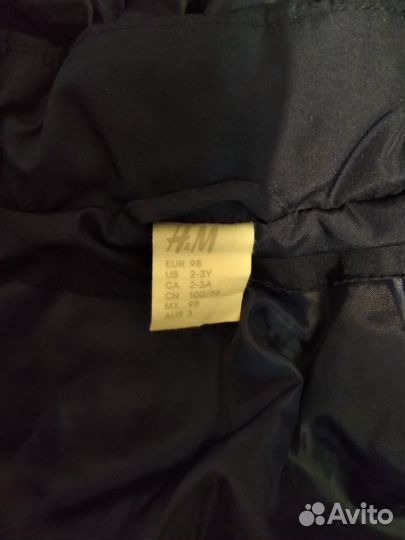 H&M
EUR 98
US 2-3Y
CA 2-3A
CN 100/56
MX 98
AUS 3
Avito